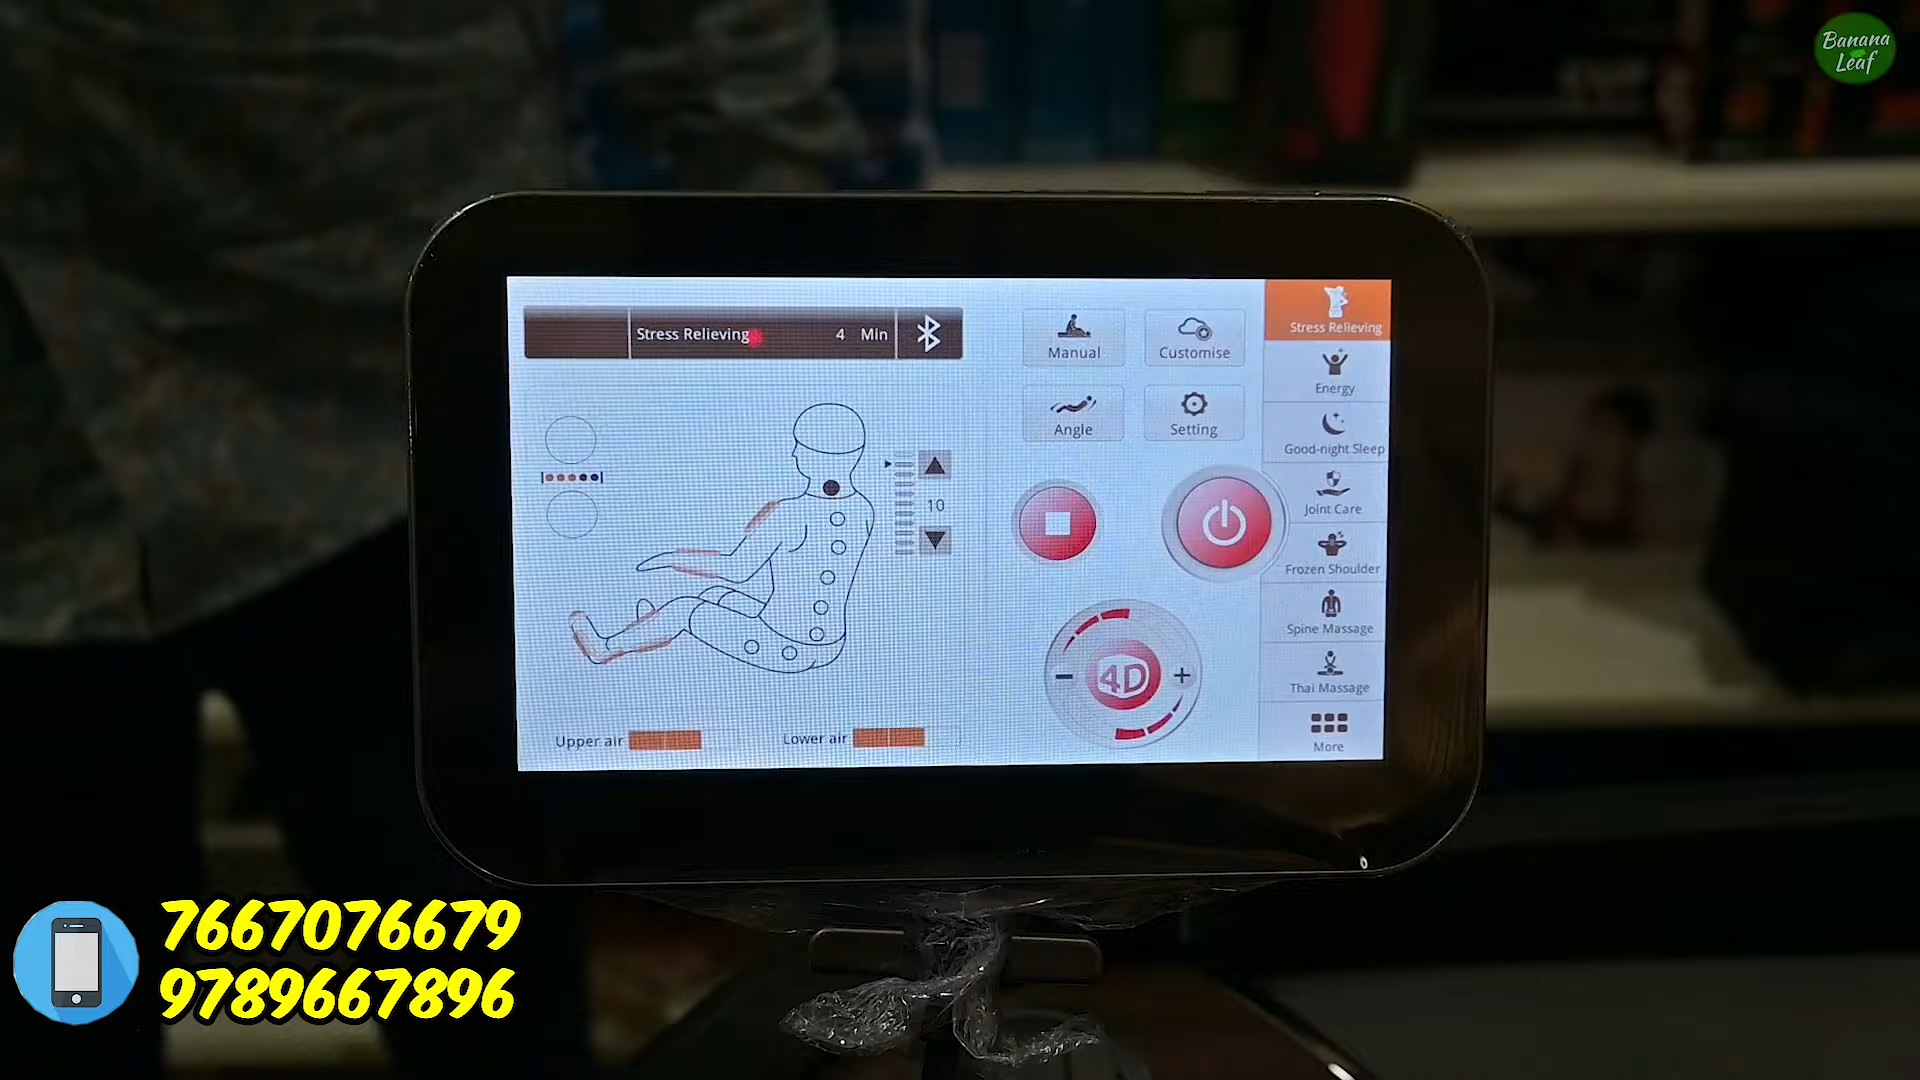 Banana
Leaf
Stress Relieving 4 Min
Manual
Customise
Angle
Setting
10
4D
Upper air
Lower air
Stress Relieving
Energy
Good-night Sleep
Joint Care
Frozen Shoulder
Spine Massage
Thai Massage
More
7667076679
9789667896